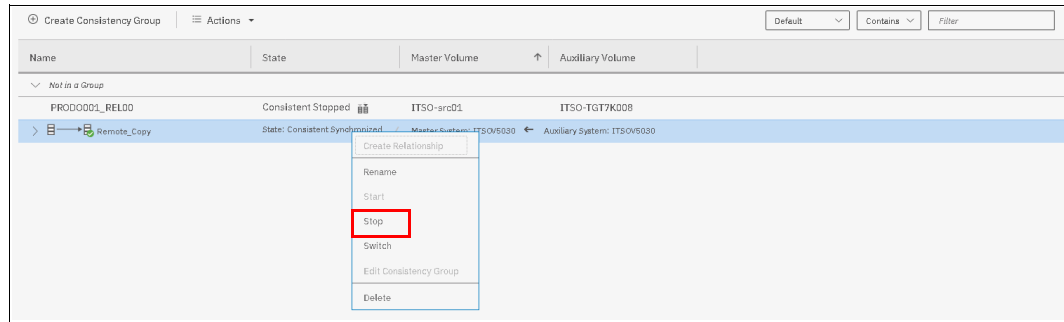 Create Consistency Group Actions Default Contains Filter
Name State Master Volume Auxiliary Volume
Not in a Group
PRODO001_REL00 Consistent Stopped ITSO-src01 ITSO-TGT7K008
Remote_Copy State: Consistent Synchronized Master System: ITSOV5030 Auxiliary System: ITSOV5030
Create Relationship
Rename
Start
Stop
Switch
Edit Consistency Group
Delete